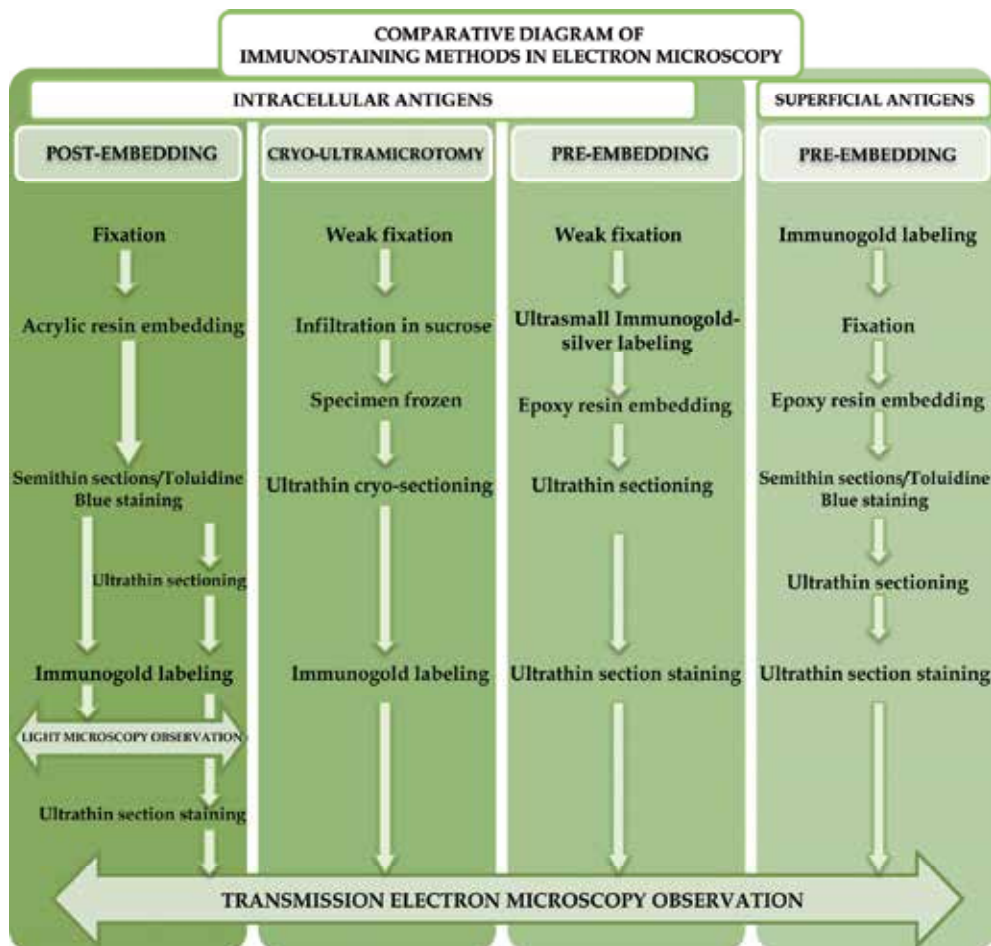 COMPARATIVE DIAGRAM OF
IMMUNOSTAINING METHODS IN ELECTRON MICROSCOPY
INTRACELLULAR ANTIGENS
SUPERFICIAL ANTIGENS
POST-EMBEDDING
CRYO-ULTRAMICROTOMY
PRE-EMBEDDING
PRE-EMBEDDING
Fixation
Acrylic resin embedding
Semithin sections/Toluidine
Blue staining
Ultrathin sectioning
Immunogold labeling
LIGHT MICROSCOPY OBSERVATION
Ultrathin section staining
Weak fixation
Infiltration in sucrose
Specimen frozen
Ultrathin cryo-sectioning
Immunogold labeling
Weak fixation
Ultrasmall Immunogold-
silver labeling
Epoxy resin embedding
Ultrathin sectioning
Ultrathin section staining
Immunogold labeling
Fixation
Epoxy resin embedding
Semithin sections/Toluidine
Blue staining
Ultrathin sectioning
Ultrathin section staining
TRANSMISSION ELECTRON MICROSCOPY OBSERVATION